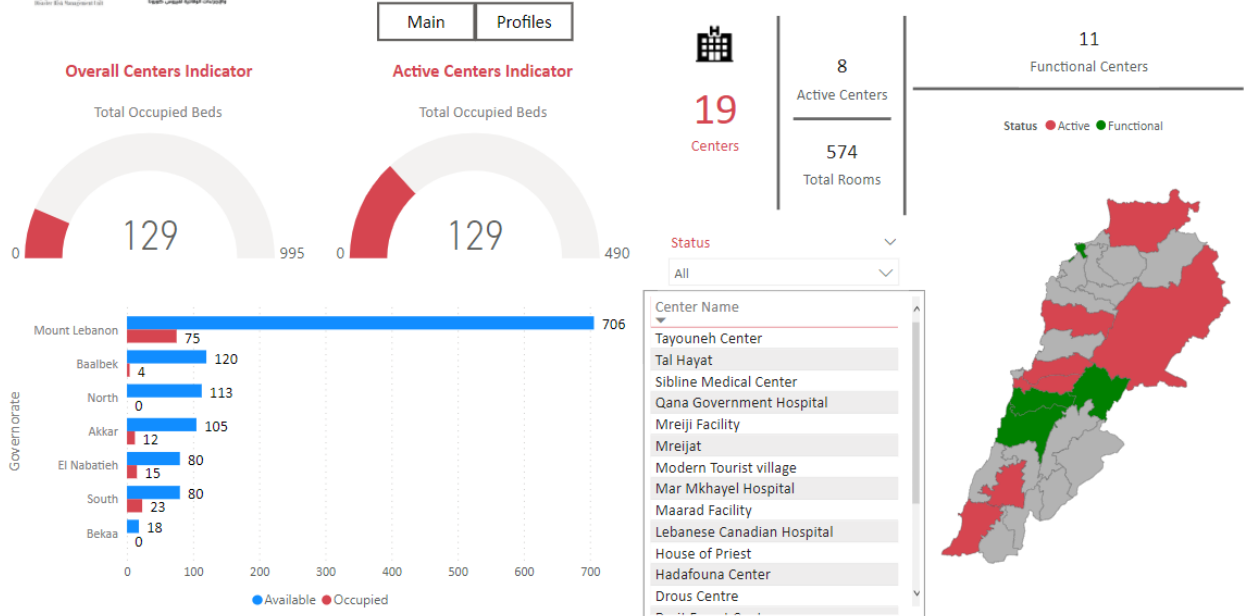 Disaster Risk Management Unit
Main
Profiles
Overall Centers Indicator
Active Centers Indicator
Total Occupied Beds
Total Occupied Beds
129
0
995
129
0
490
H
19
Centers
8
Active Centers
574
Total Rooms
11
Functional Centers
Status Active Functional
Status
All
Center Name
Tayouneh Center
Tal Hayat
Sibline Medical Center
Qana Government Hospital
Mreiji Facility
Mreijat
Modern Tourist village
Mar Mkhayel Hospital
Maarad Facility
Lebanese Canadian Hospital
House of Priest
Hadafouna Center
Drous Centre
Governorate
Mount Lebanon
706
75
Baalbek
120
4
North
113
0
Akkar
105
12
El Nabatieh
80
15
South
80
23
Bekaa
18
0
0 100 200 300 400 500 600 700
Available Occupied